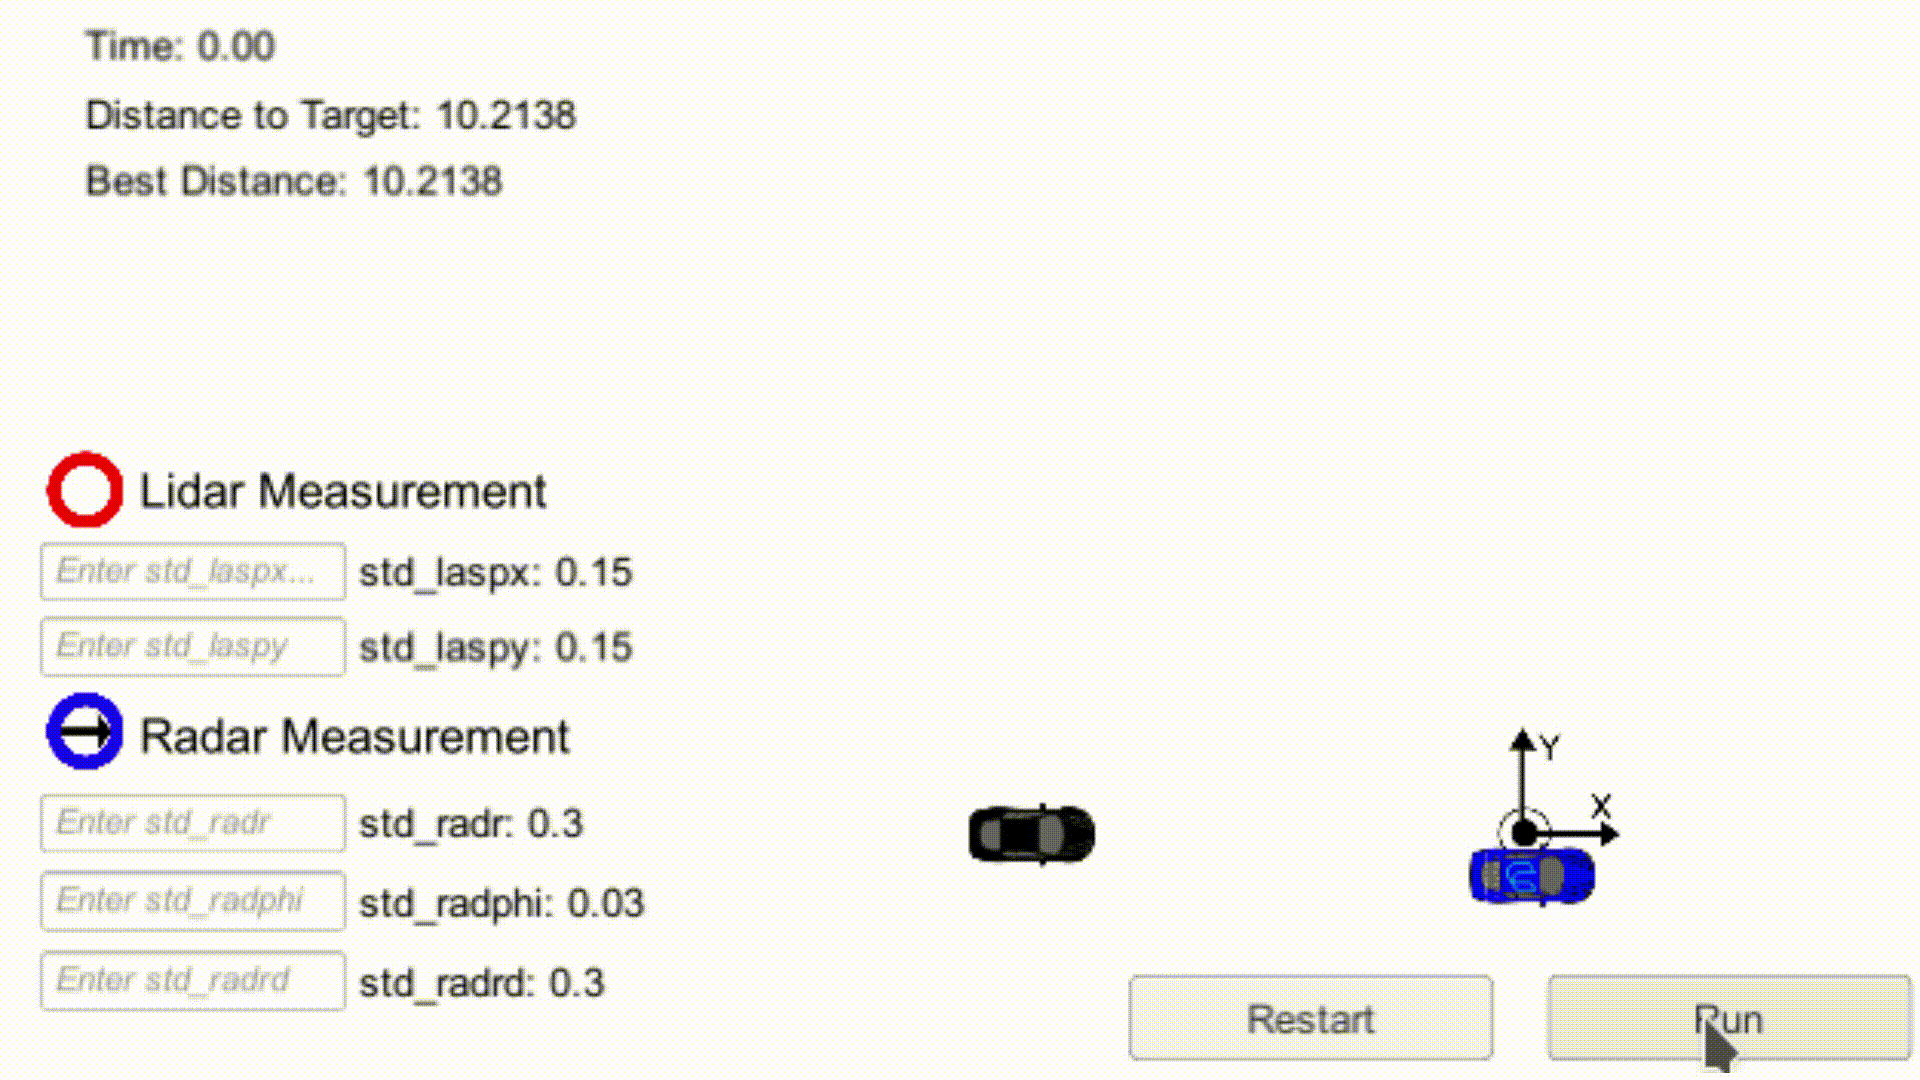 Time: 0.00
Distance to Target: 10.2138
Best Distance: 10.2138
Lidar Measurement
Enter std_laspx... std_laspx: 0.15
Enter std_laspy std_laspy: 0.15
Radar Measurement
Enter std_radr std_radr: 0.3
Enter std_radphi std_radphi: 0.03
Enter std_radrd std_radrd: 0.3
Y
X
Restart
Run